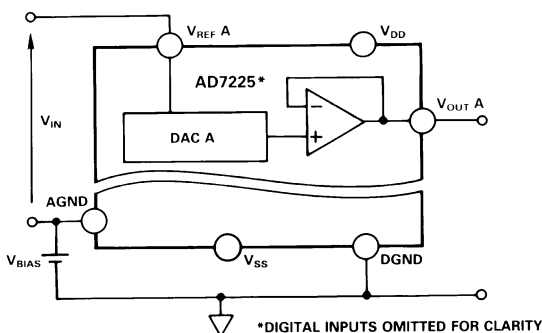 V_REF A
V_DD
AD7225*
V_OUT A
−
+
DAC A
V_IN
AGND
V_BIAS
V_SS
DGND
*DIGITAL INPUTS OMITTED FOR CLARITY